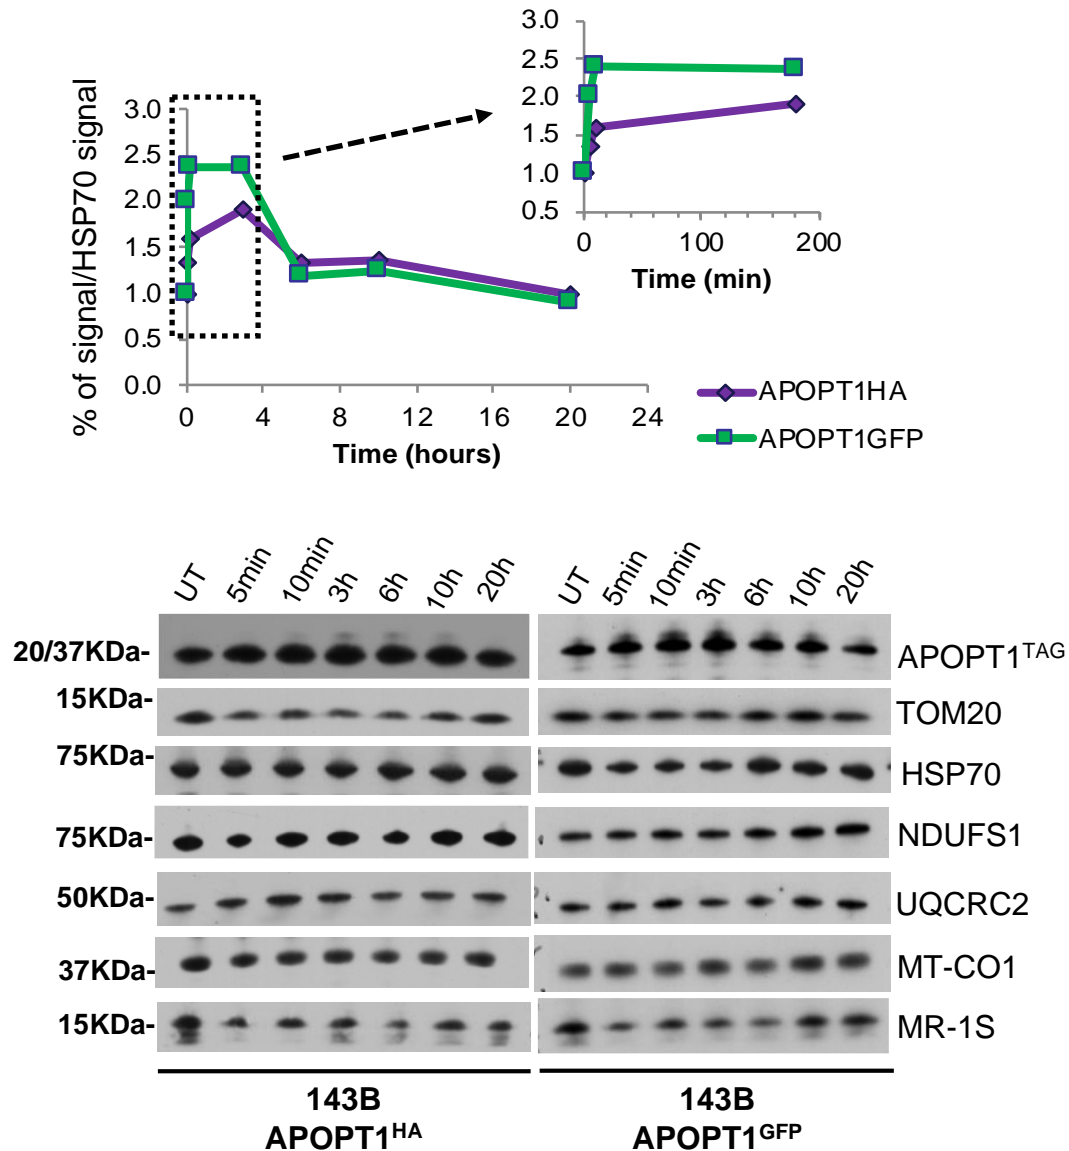 3.0
2.5
2.0
1.5
1.0
0.5
0 100 200
Time (min)
% of signal/HSP70 signal
3.0
2.5
2.0
1.5
1.0
0.5
0.0
0 4 8 12 16 20 24
Time (hours)
APOPT1HA
APOPT1GFP
UT 5min 10min 3h 6h 10h 20h UT 5min 10min 3h 6h 10h 20h
20/37KDa- APOPT1TAG
15KDa- TOM20
75KDa- HSP70
75KDa- NDUFS1
50KDa- UQCRC2
37KDa- MT-CO1
15KDa- MR-1S
143B 143B
APOPT1HA APOPT1GFP